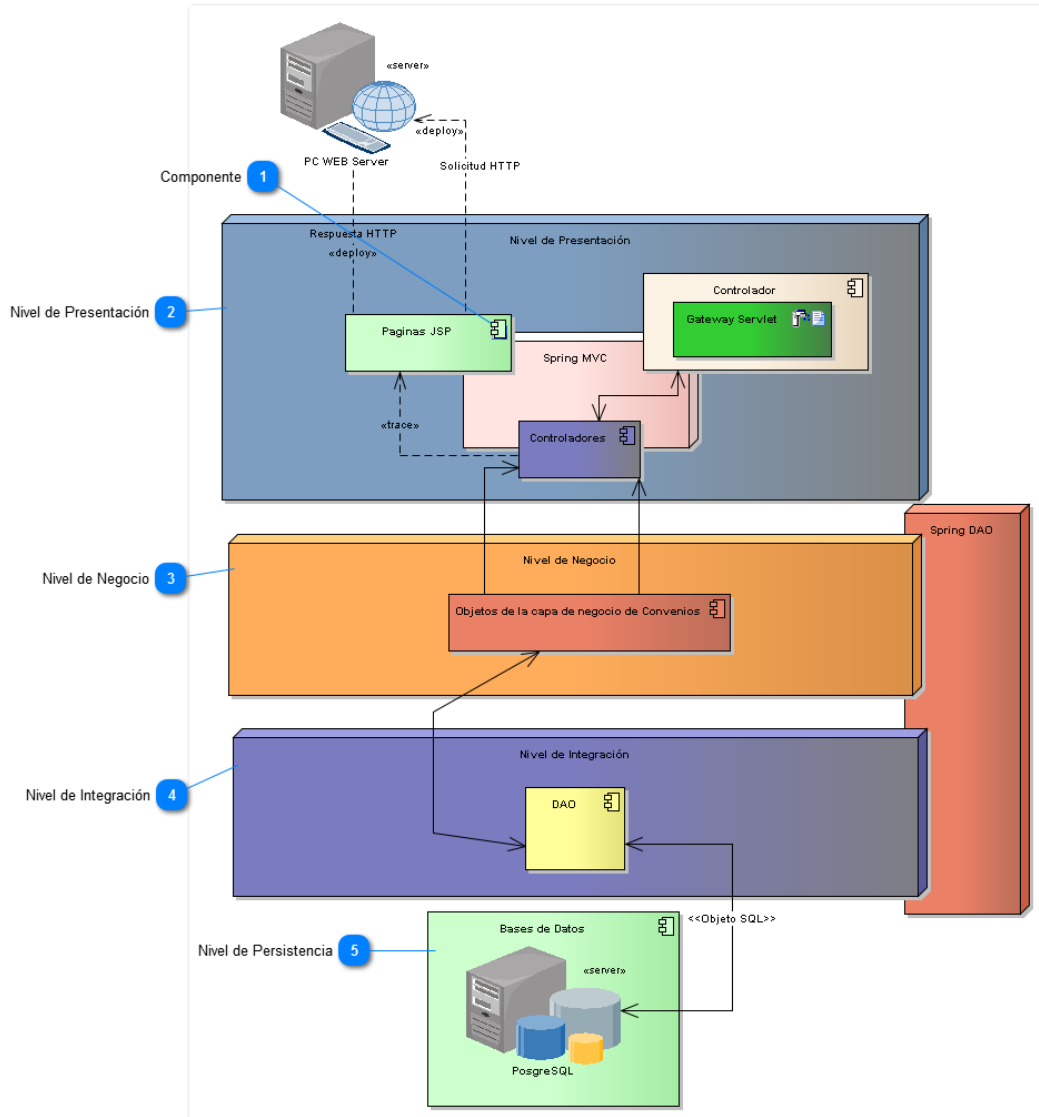 «server»
«deploy»
PC WEB Server
Solicitud HTTP
Componente 1
Respuesta HTTP
Nivel de Presentación
«deploy»
Controlador
Nivel de Presentación 2
Gateway Servlet
Paginas JSP
Spring MVC
«trace»
Controladores
Spring DAO
Nivel de Negocio
Nivel de Negocio 3
Objetos de la capa de negocio de Convenios
Nivel de Integración
Nivel de Integración 4
DAO
<<Objeto SQL>>
Bases de Datos
Nivel de Persistencia 5
«server»
PosgreSQL